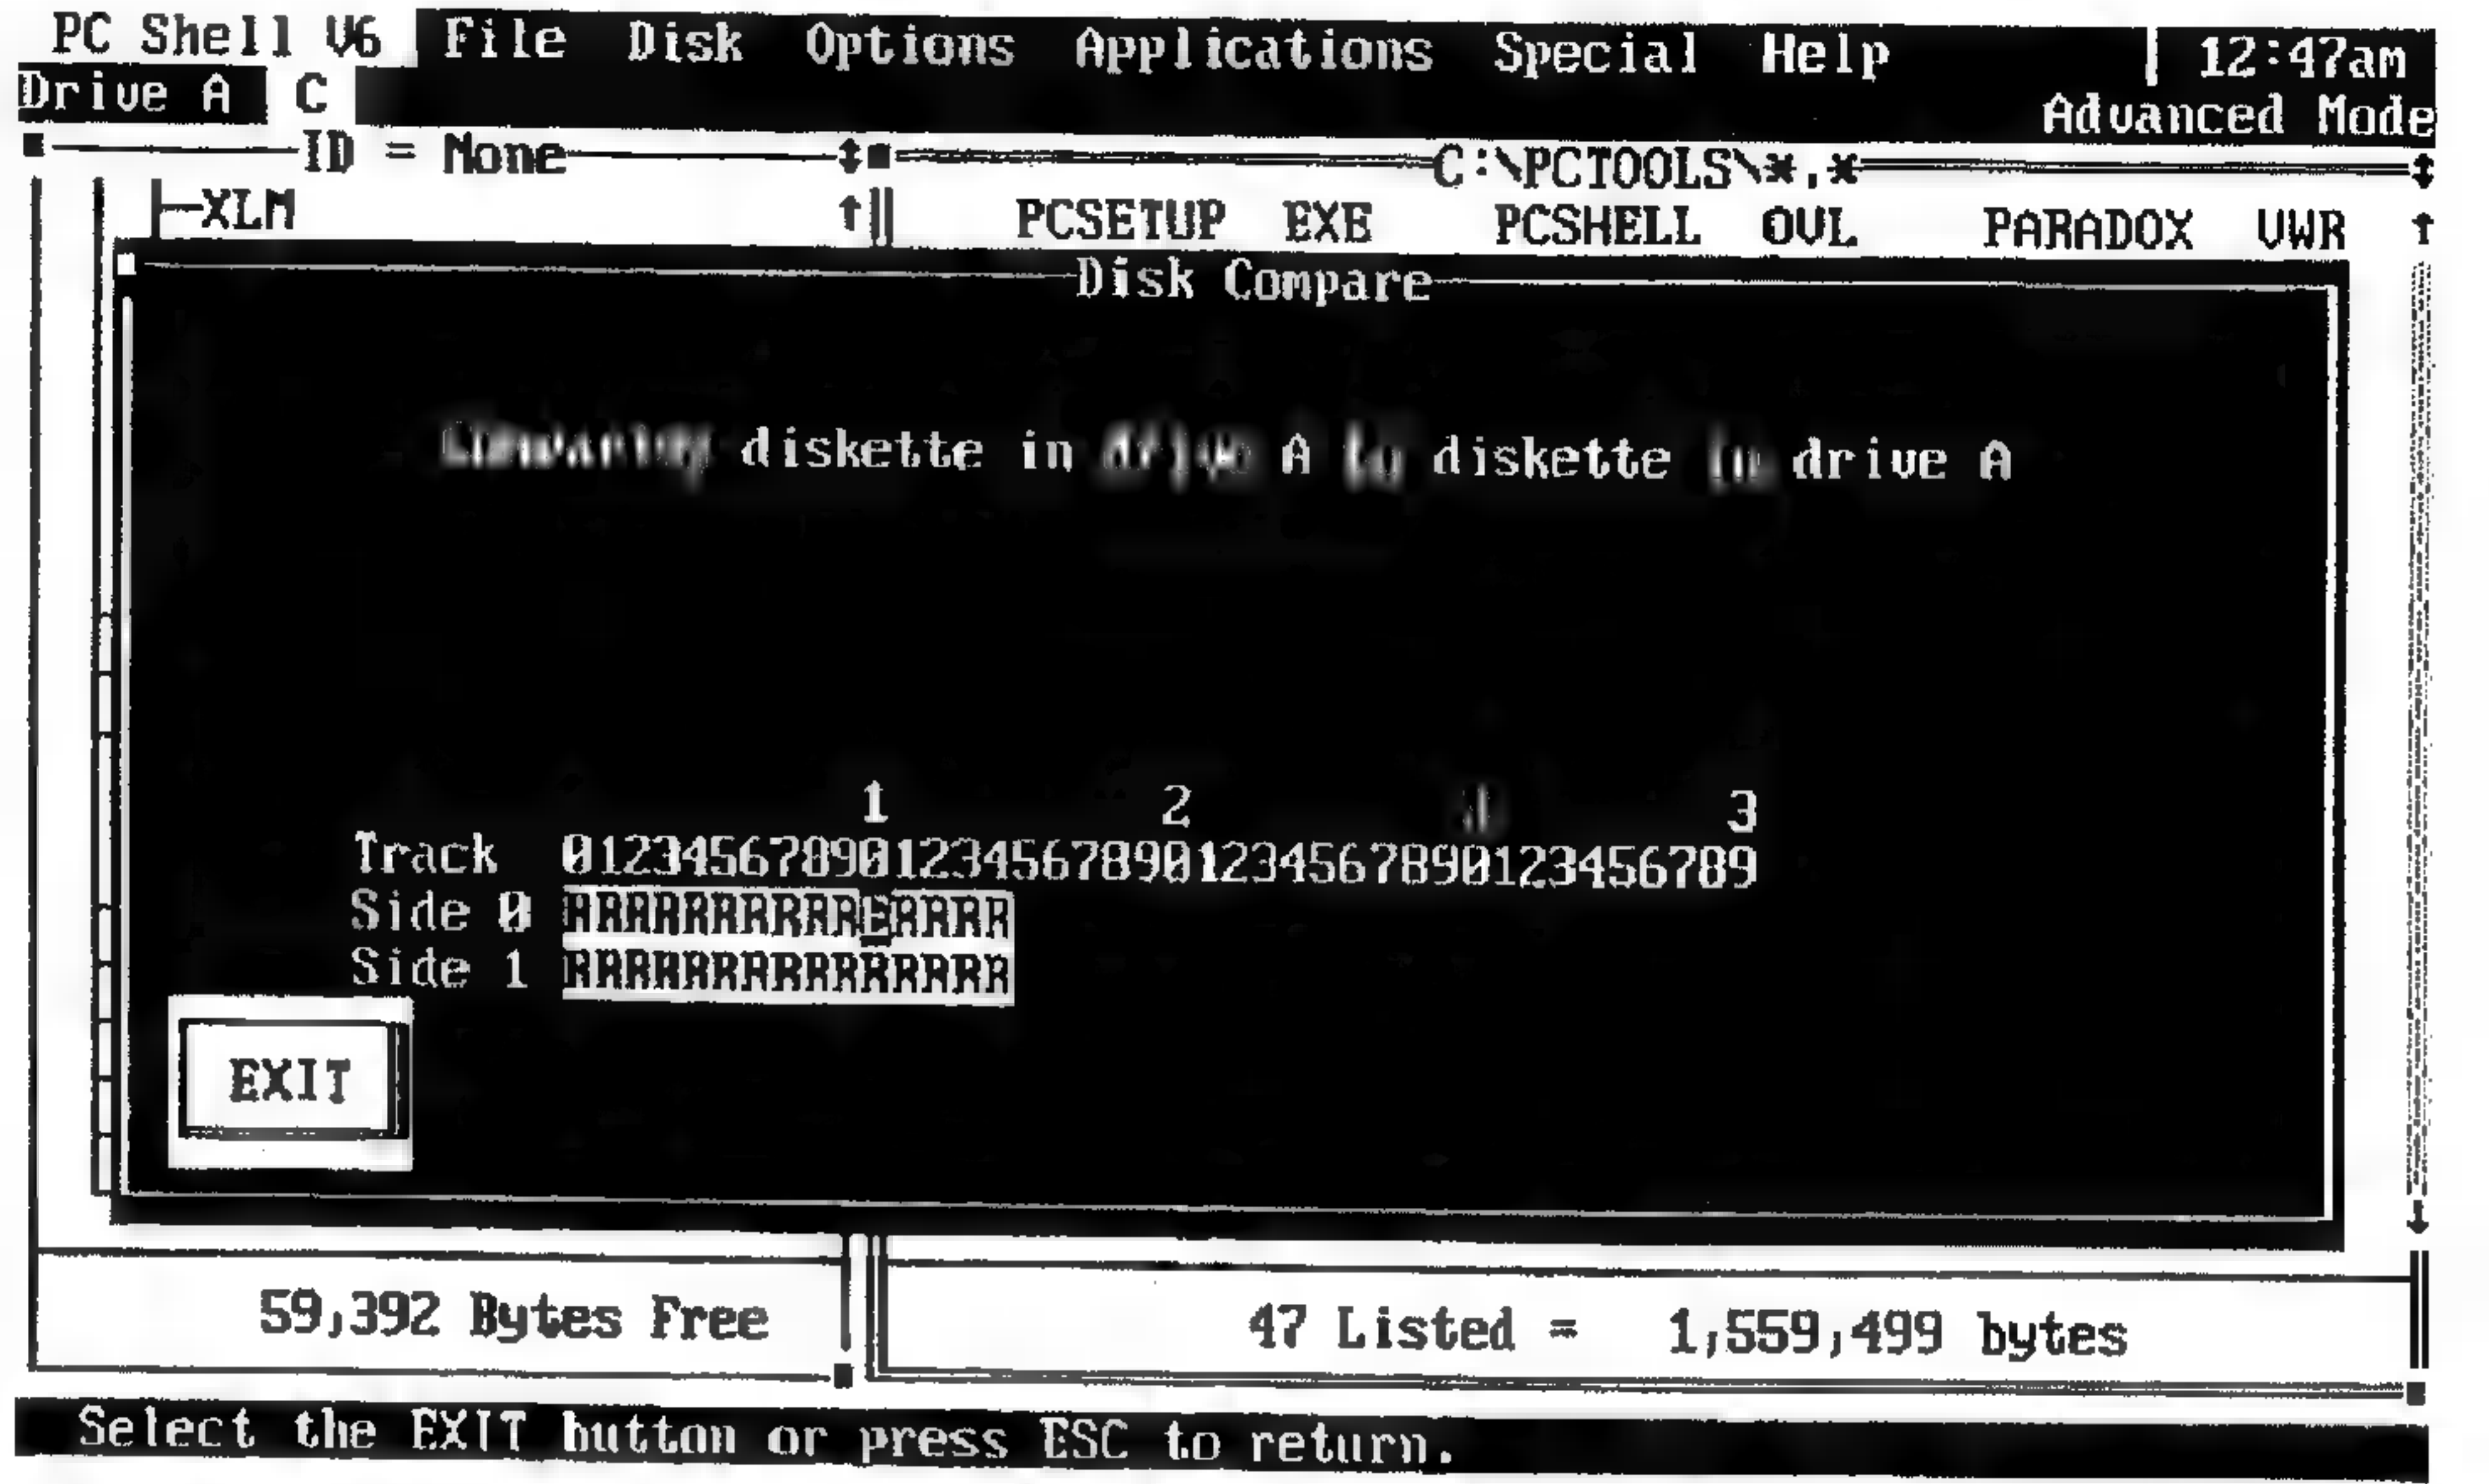 PC Shell V6 File Disk Options Applications Special Help 12:47am
Drive A C
Advanced Mode
ID = None
C:\PCTOOLS\*.*
XLM
PCSETUP EXE PCSHELL OVL PARADOX VWR
Disk Compare
diskette in drive A to diskette in drive A
1 2 3
Track 0123456789012345678901234567890123456789
Side 0 RRRRRRRRRRERRRR
Side 1 RRRRRRRRRRRRRRR
EXIT
59,392 Bytes Free
47 Listed = 1,559,499 bytes
Select the EXIT button or press ESC to return.